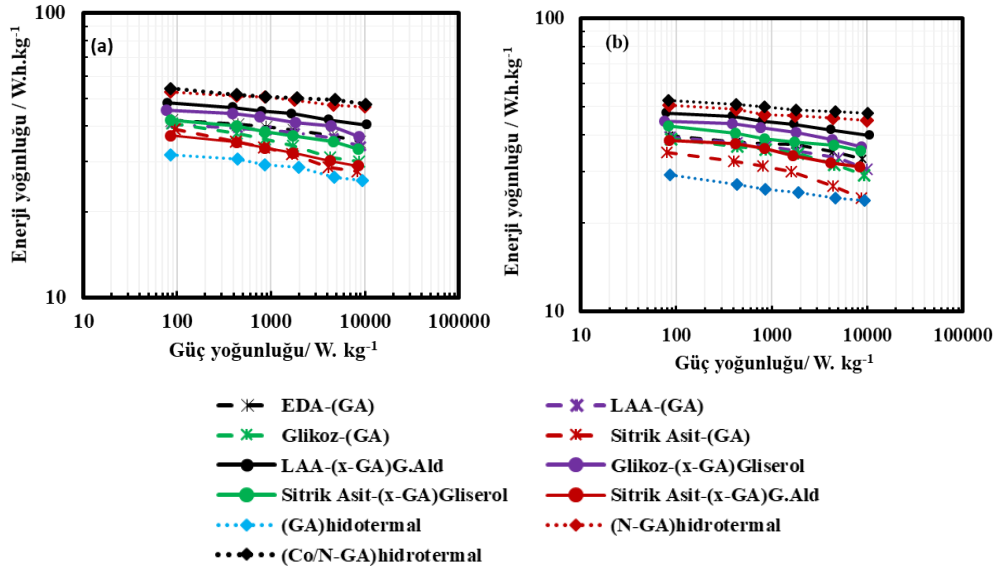 100
(a)
Enerji yoğunluğu / W.h.kg-1
10
10 100 1000 10000 100000
Güç yoğunluğu/ W. kg-1
100
(b)
Enerji yoğunluğu / W.h.kg-1
10
10 100 1000 10000 100000
Güç yoğunluğu/ W. kg-1
EDA-(GA)
LAA-(GA)
Glikoz-(GA)
Sitrik Asit-(GA)
LAA-(x-GA)G.Ald
Glikoz-(x-GA)Gliserol
Sitrik Asit-(x-GA)Gliserol
Sitrik Asit-(x-GA)G.Ald
(GA)hidotermal
(N-GA)hidrotermal
(Co/N-GA)hidrotermal